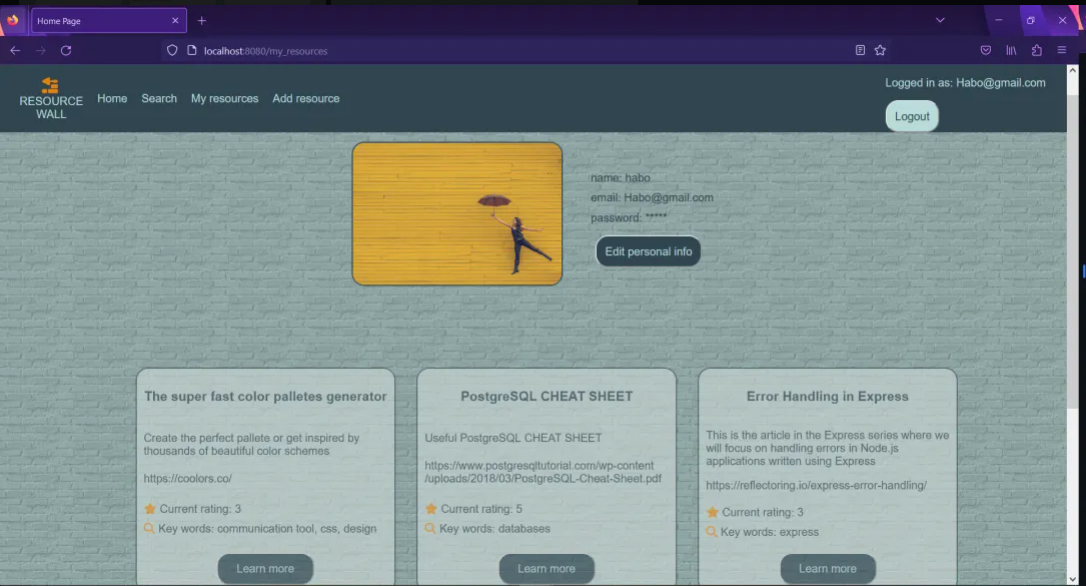 Home Page
localhost:8080/my_resources
RESOURCE
WALL
Home
Search
My resources
Add resource
Logged in as: Habo@gmail.com
Logout
name: habo
email: Habo@gmail.com
password: *****
Edit personal info
The super fast color palletes generator
Create the perfect pallete or get inspired by
thousands of beautiful color schemes
https://coolors.co/
Current rating: 3
Key words: communication tool, css, design
Learn more
PostgreSQL CHEAT SHEET
Useful PostgreSQL CHEAT SHEET
https://www.postgresqltutorial.com/wp-content
/uploads/2018/03/PostgreSQL-Cheat-Sheet.pdf
Current rating: 5
Key words: databases
Learn more
Error Handling in Express
This is the article in the Express series where we
will focus on handling errors in Node.js
applications written using Express
https://reflectoring.io/express-error-handling/
Current rating: 3
Key words: express
Learn more